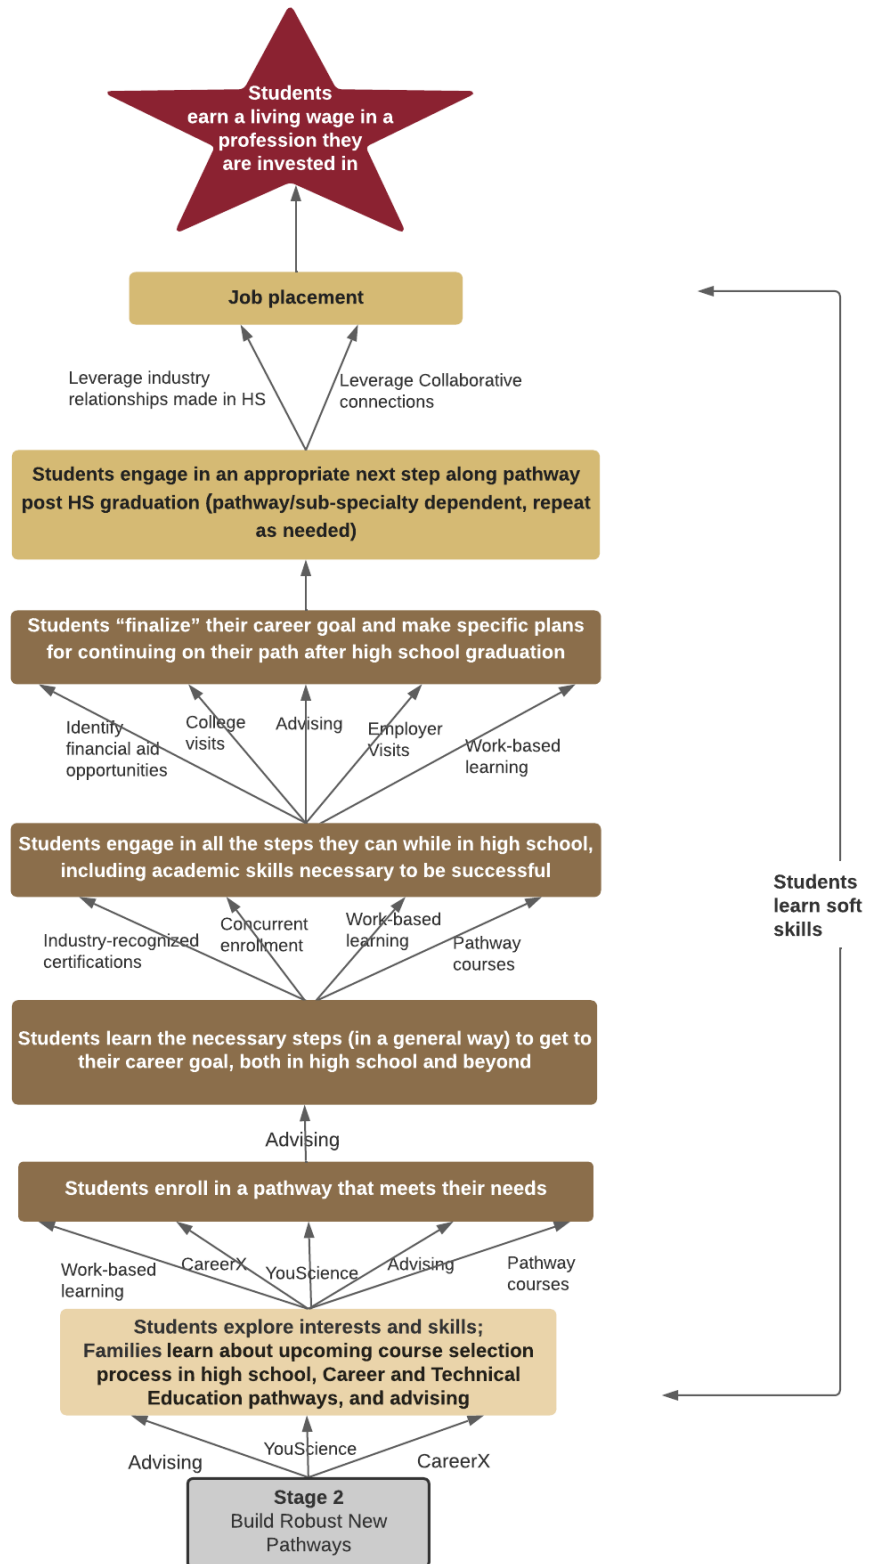 Students
earn a living wage in a
profession they
are invested in
Job placement
Leverage industry
relationships made in HS
Leverage Collaborative
connections
Students engage in an appropriate next step along pathway
post HS graduation (pathway/sub-specialty dependent, repeat
as needed)
Students “finalize” their career goal and make specific plans
for continuing on their path after high school graduation
Identify
financial aid
opportunities
College
visits
Advising
Employer
Visits
Work-based
learning
Students engage in all the steps they can while in high school,
including academic skills necessary to be successful
Students
learn soft
skills
Industry-recognized
certifications
Concurrent
enrollment
Work-based
learning
Pathway
courses
Students learn the necessary steps (in a general way) to get to
their career goal, both in high school and beyond
Advising
Students enroll in a pathway that meets their needs
Work-based
learning
CareerX
YouScience
Advising
Pathway
courses
Students explore interests and skills;
Families learn about upcoming course selection
process in high school, Career and Technical
Education pathways, and advising
Advising
YouScience
CareerX
Stage 2
Build Robust New
Pathways